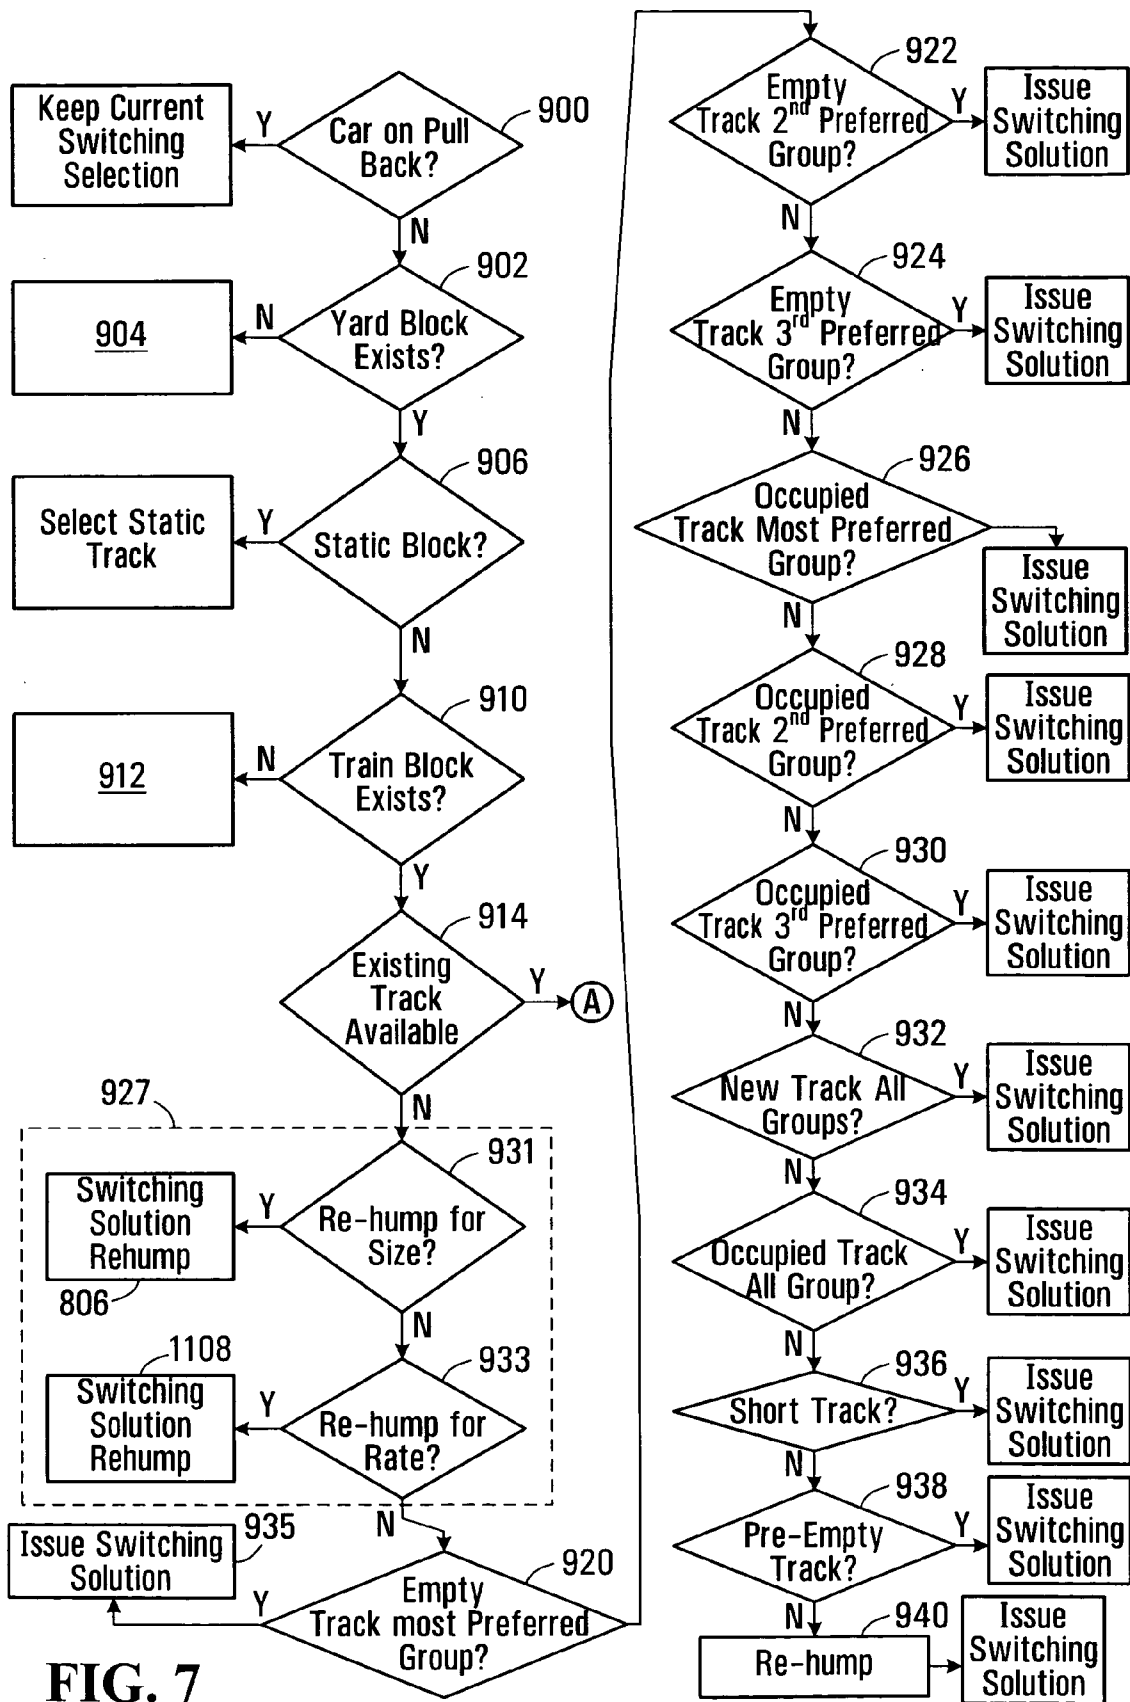 Keep Current
Switching
Selection
Y
Car on Pull
Back?
900
N
904
N
Yard Block
Exists?
902
Y
Select Static
Track
Y
Static Block?
906
N
912
N
Train Block
Exists?
910
Y
Existing
Track
Available
914
Y
A
N
927
Switching
Solution
Rehump
806
Y
Re-hump for
Size?
931
N
1108
Switching
Solution
Rehump
Y
Re-hump for
Rate?
933
N
Issue Switching
Solution
935
Y
Empty
Track most Preferred
Group?
920
Empty
Track 2nd Preferred
Group?
922
Y
Issue
Switching
Solution
N
Empty
Track 3rd Preferred
Group?
924
Y
Issue
Switching
Solution
N
Occupied
Track Most Preferred
Group?
926
Issue
Switching
Solution
N
Occupied
Track 2nd Preferred
Group?
928
Y
Issue
Switching
Solution
N
Occupied
Track 3rd Preferred
Group?
930
Y
Issue
Switching
Solution
N
New Track All
Groups?
932
Y
Issue
Switching
Solution
N
Occupied Track
All Group?
934
Y
Issue
Switching
Solution
N
Short Track?
936
Y
Issue
Switching
Solution
N
Pre-Empty
Track?
938
Y
Issue
Switching
Solution
N
Re-hump
940
Issue
Switching
Solution
FIG. 7